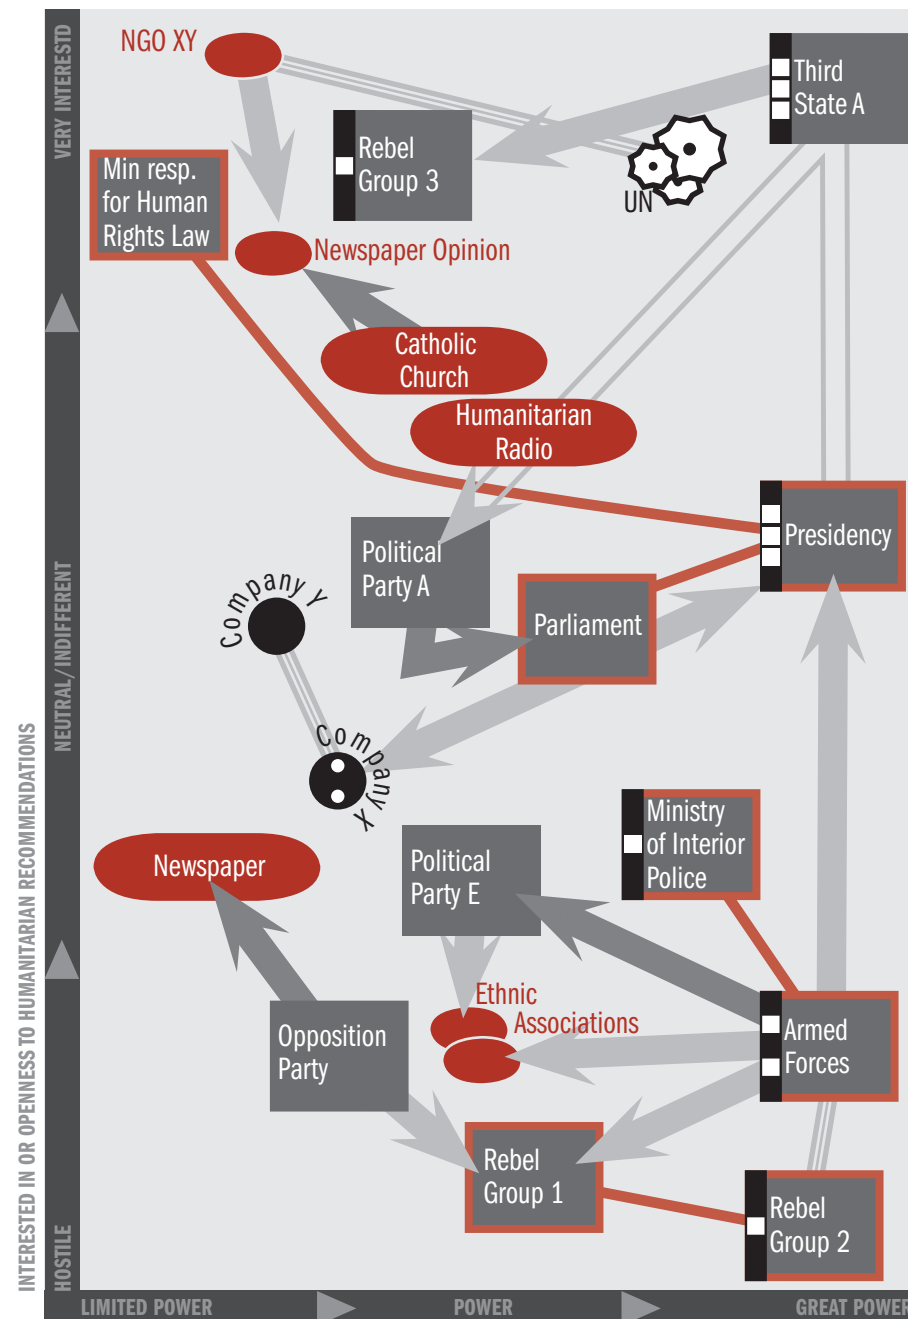 VERY INTERESTD
NEUTRAL/INDIFFERENT
HOSTILE
INTERESTED IN OR OPENNESS TO HUMANITARIAN RECOMMENDATIONS
NGO XY
Third
State A
Rebel
Group 3
Min resp.
for Human
Rights Law
UN
Newspaper Opinion
Catholic
Church
Humanitarian
Radio
Presidency
Political
Party A
Company Y
Parliament
Company X
Ministry
of Interior
Police
Newspaper
Political
Party E
Ethnic
Associations
Armed
Forces
Opposition
Party
Rebel
Group 1
Rebel
Group 2
LIMITED POWER
POWER
GREAT POWER